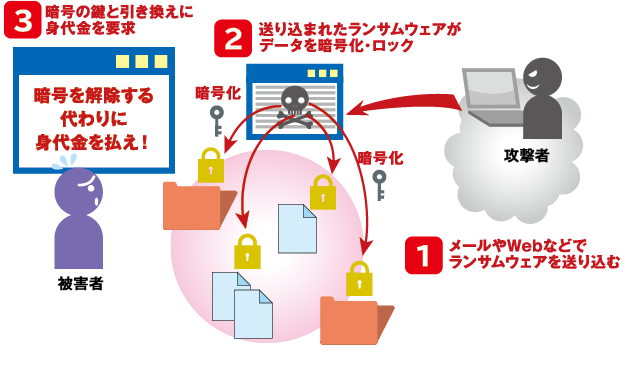 3 暗号の鍵と引き換えに
身代金を要求
2 送り込まれたランサムウェアが
データを暗号化・ロック
暗号を解除する
代わりに
身代金を払え！
暗号化
暗号化
攻撃者
被害者
1 メールやWebなどで
ランサムウェアを送り込む